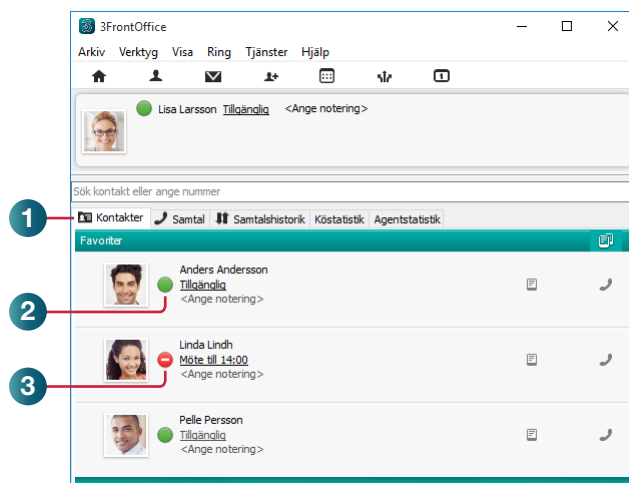 3FrontOffice
Arkiv Verktyg Visa Ring Tjänster Hjälp
1
Lisa Larsson Tillgänglig <Ange notering>
Sök kontakt eller ange nummer
1
Kontakter Samtal Samtalshistorik Köstatistik Agentstatistik
Favoriter
Anders Andersson
Tillgänglig
<Ange notering>
2
Linda Lindh
Möte till 14:00
<Ange notering>
3
Pelle Persson
Tillgänglig
<Ange notering>